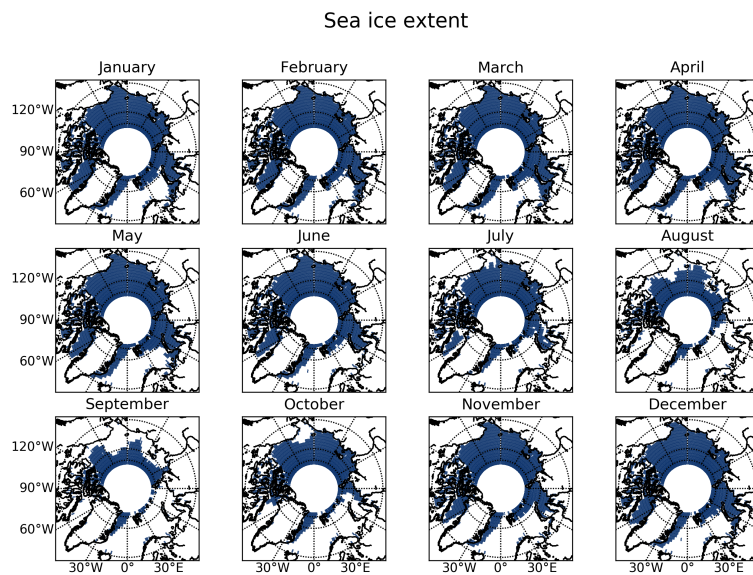 Sea ice extent
January February March April
120°W
90°W
60°W
May June July August
120°W
90°W
60°W
September October November December
120°W
90°W
60°W
30°W 0° 30°E 30°W 0° 30°E 30°W 0° 30°E 30°W 0° 30°E